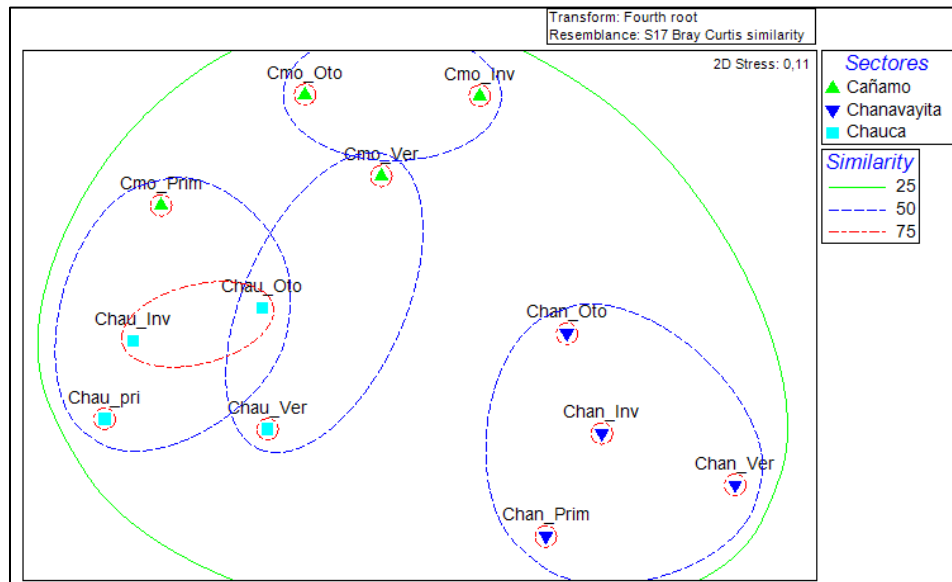 Transform: Fourth root
Resemblance: S17 Bray Curtis similarity
2D Stress: 0,11
Sectores
Cañamo
Chanavayita
Chauca
Similarity
25
50
75
Cmo_Oto
Cmo_Inv
Cmo_Ver
Cmo_Prim
Chau_Oto
Chau_Inv
Chan_Oto
Chau_pri
Chau_Ver
Chan_Inv
Chan_Ver
Chan_Prim